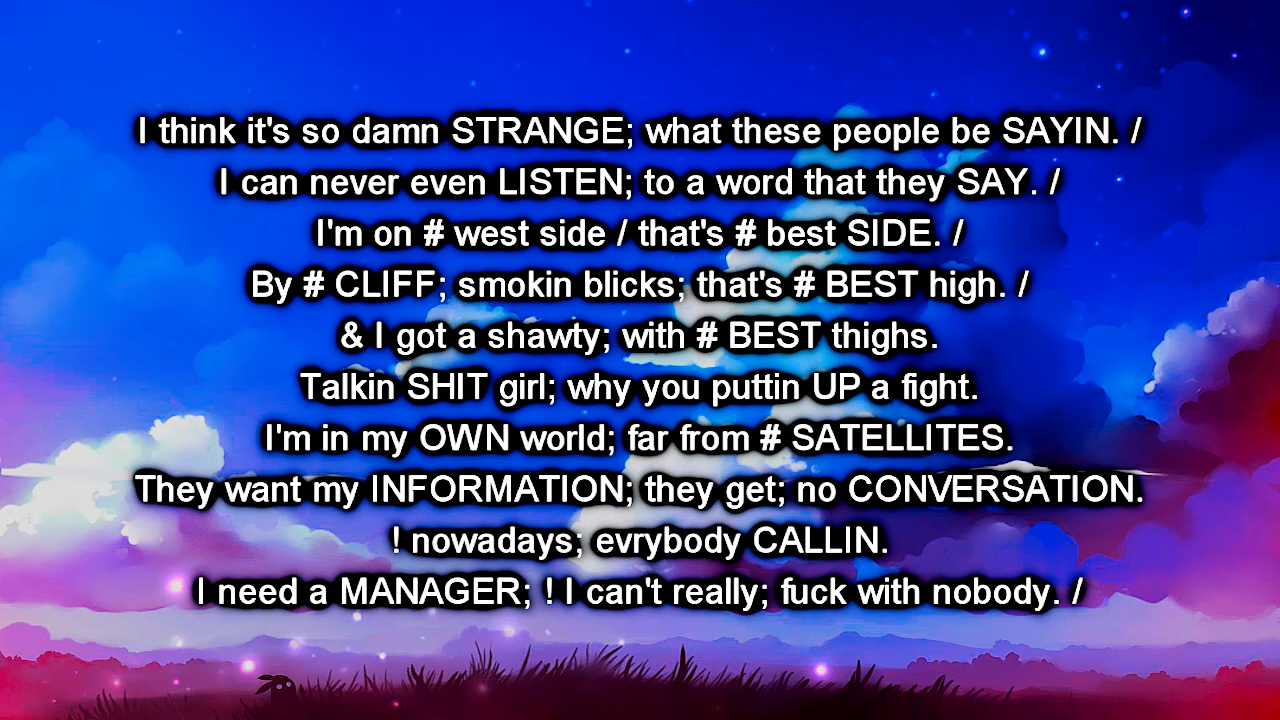 I think it's so damn STRANGE; what these people be SAYIN. /
I can never even LISTEN; to a word that they SAY. /
I'm on # west side / that's # best SIDE. /
By # CLIFF; smokin blicks; that's # BEST high. /
& I got a shawty; with # BEST thighs.
Talkin SHIT girl; why you puttin UP a fight.
I'm in my OWN world; far from # SATELLITES.
They want my INFORMATION; they get; no CONVERSATION.
! nowadays; evrybody CALLIN.
I need a MANAGER; ! I can't really; fuck with nobody. /